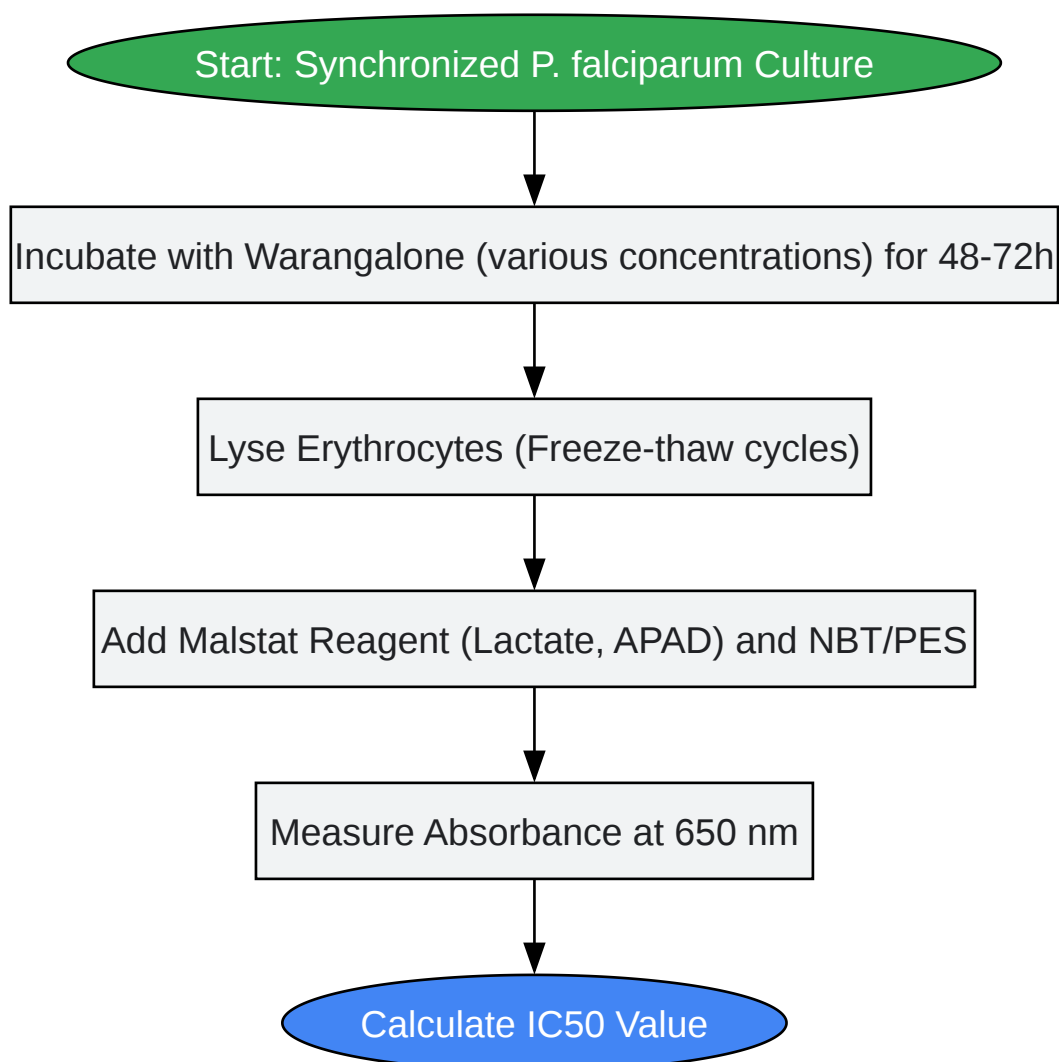 Start: Synchronized P. falciparum Culture
Incubate with Warangalone (various concentrations) for 48-72h
Lyse Erythrocytes (Freeze-thaw cycles)
Add Malstat Reagent (Lactate, APAD) and NBT/PES
Measure Absorbance at 650 nm
Calculate IC50 Value